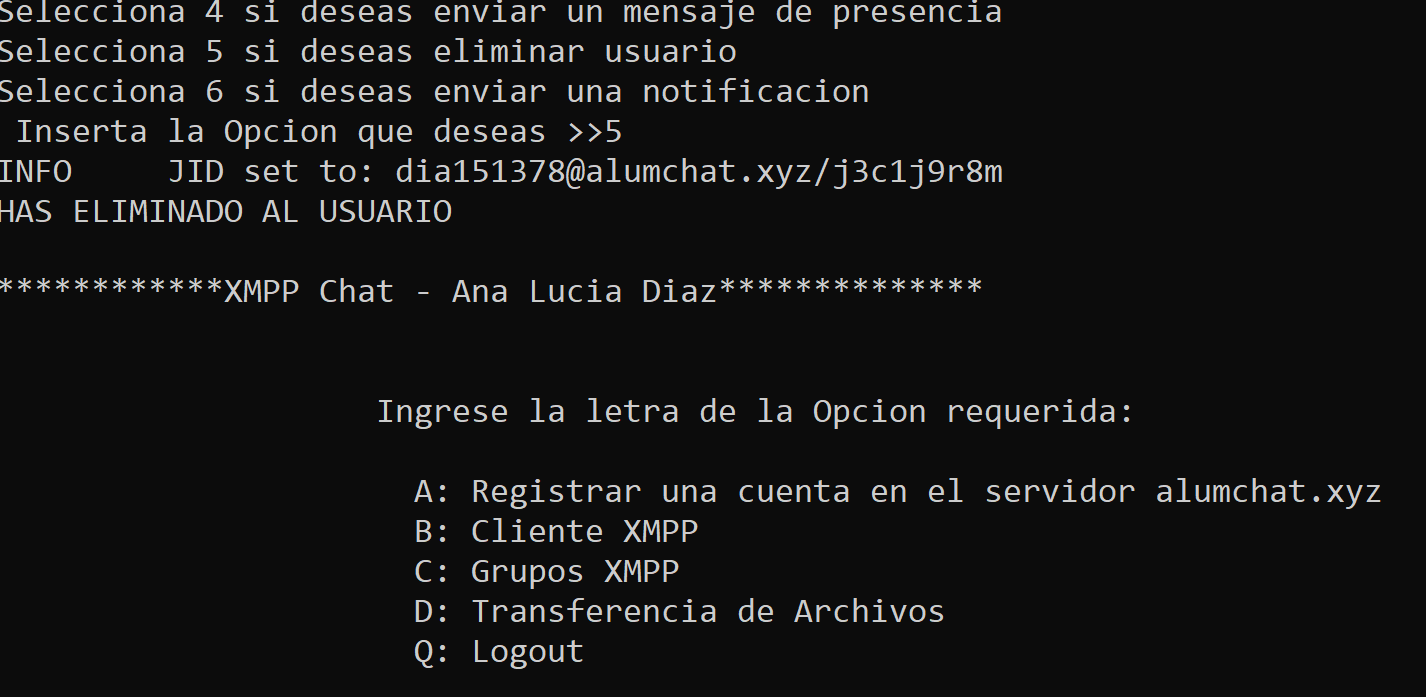 Selecciona 4 si deseas enviar un mensaje de presencia
Selecciona 5 si deseas eliminar usuario
Selecciona 6 si deseas enviar una notificacion
Inserta la Opcion que deseas >>5
INFO     JID set to: dia151378@alumchat.xyz/j3c1j9r8m
HAS ELIMINADO AL USUARIO
************XMPP Chat - Ana Lucia Diaz**************
Ingrese la letra de la Opcion requerida:
A: Registrar una cuenta en el servidor alumchat.xyz
B: Cliente XMPP
C: Grupos XMPP
D: Transferencia de Archivos
Q: Logout